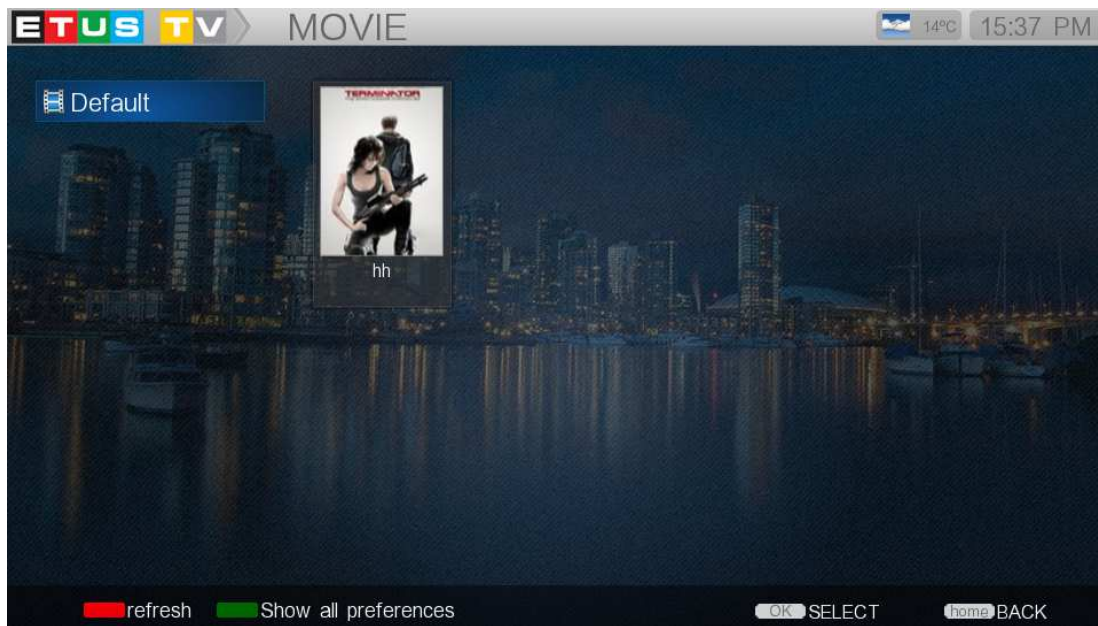 ETUS TV MOVIE 14ºC 15:37 PM
Default
TERMINATOR
hh
refresh Show all preferences OK SELECT home BACK